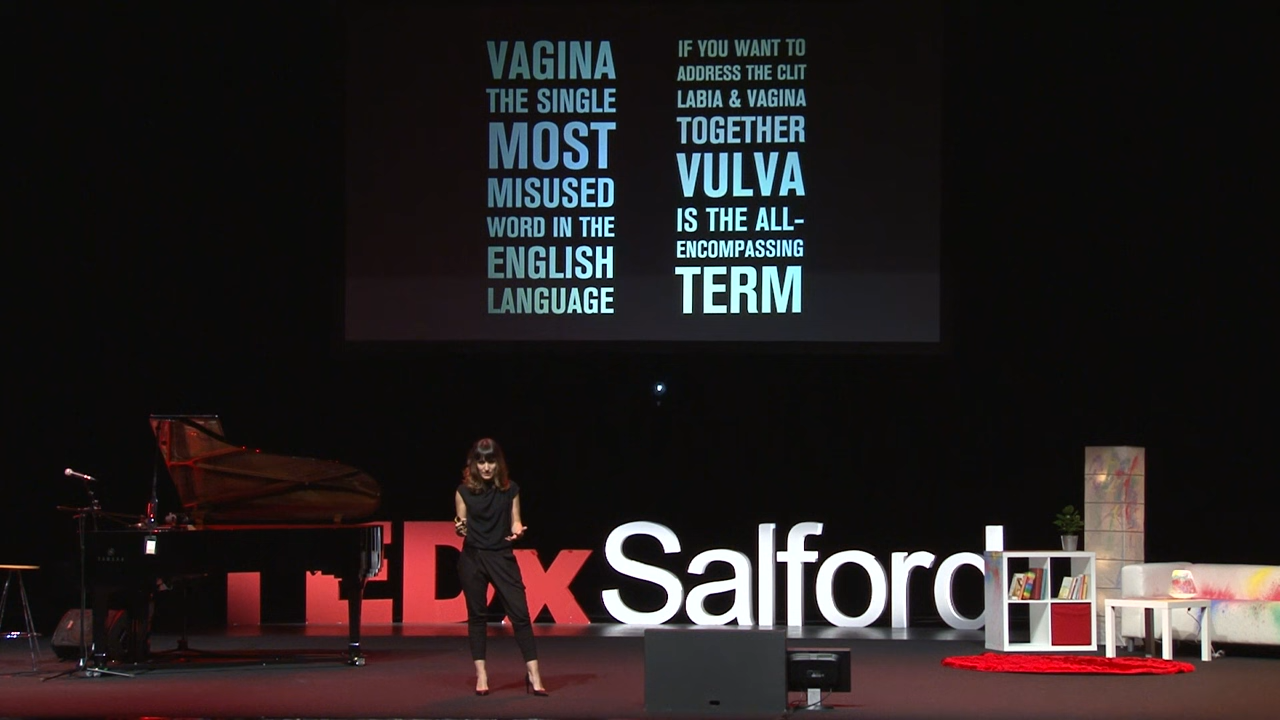 VAGINA
THE SINGLE
MOST
MISUSED
WORD IN THE
ENGLISH
LANGUAGE
IF YOU WANT TO
ADDRESS THE CLIT
LABIA & VAGINA
TOGETHER
VULVA
IS THE ALL-
ENCOMPASSING
TERM
TEDxSalford